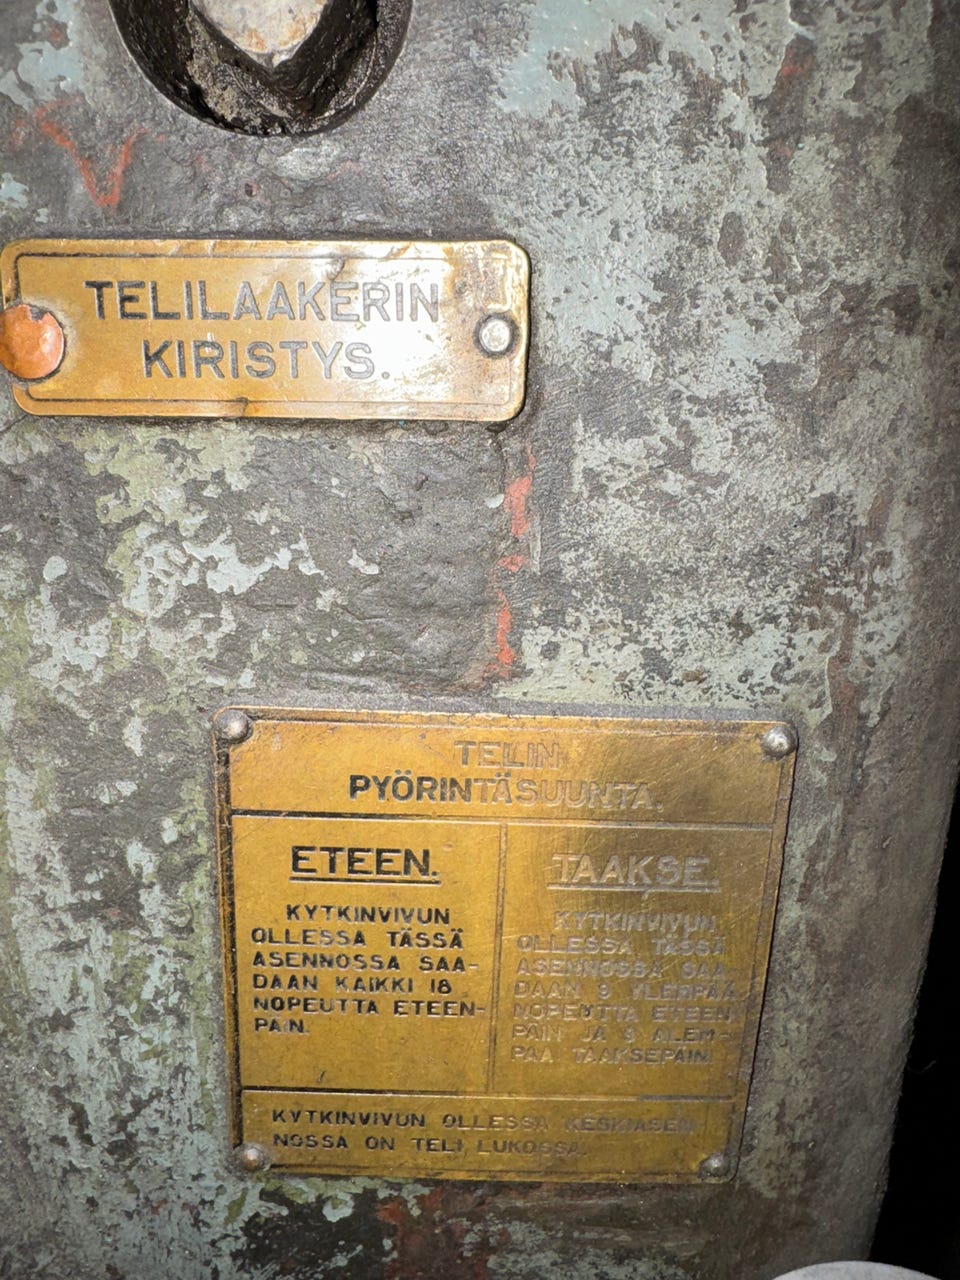 TELILAAKERIN
KIRISTYS.
TELIN
PYÖRINTÄSUUNTA.
ETEEN.
KYTKINVIVUN
OLLESSA TÄSSÄ
ASENNOSSA SAA-
DAAN KAIKKI 18
NOPEUTTA ETEEN-
PÄIN.
TAAKSE.
KYTKINVIVUN
OLLESSA TÄSSÄ
ASENNOSSA SAA
DAAN 9 YLEMPÄÄ
NOPEUTTA ETEEN
PÄIN JA 9 ALEM-
PAA TAAKSEPÄIN.
KYTKINVIVUN OLLESSA KESKIASEN-
NOSSA ON TELI LUKOSSA.